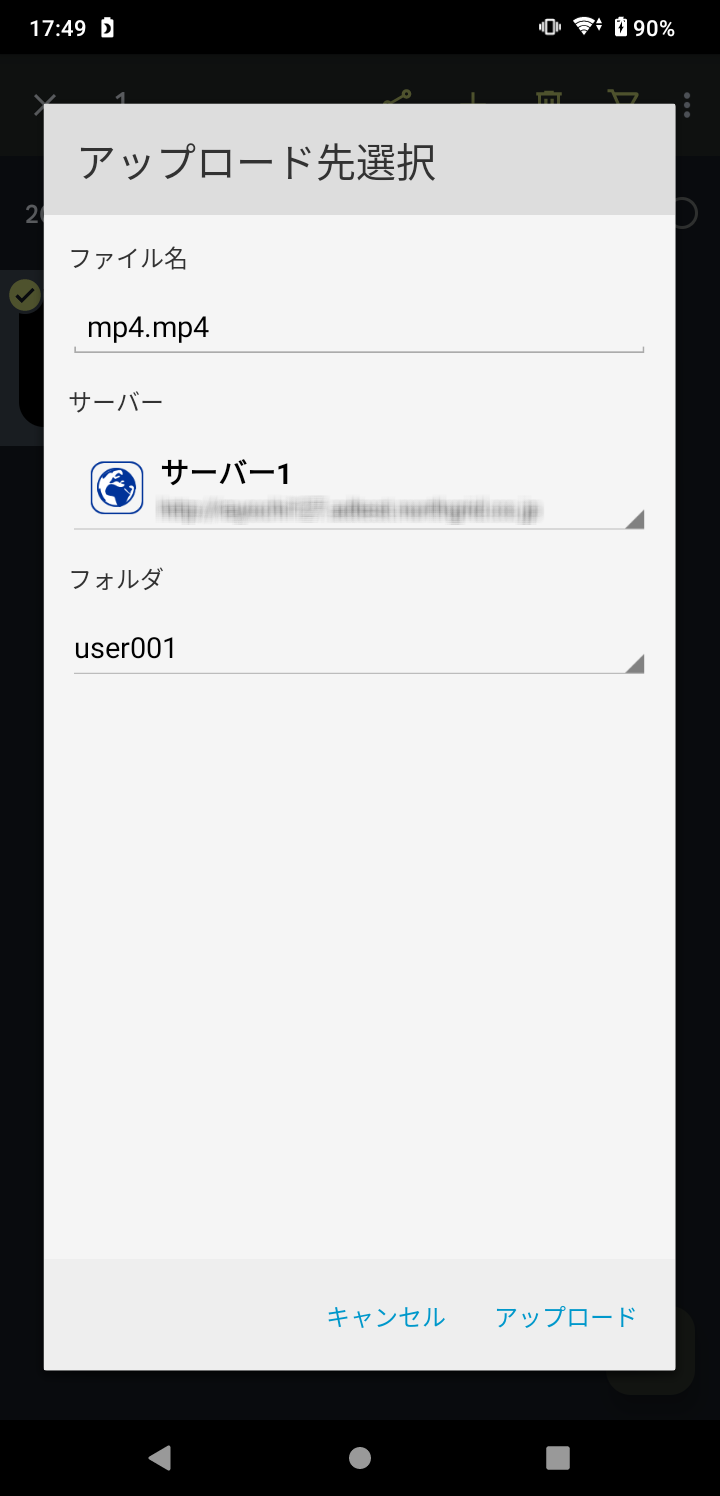 17:49
90%
1
アップロード先選択
ファイル名
mp4.mp4
サーバー
サーバー1
フォルダ
user001
キャンセル
アップロード